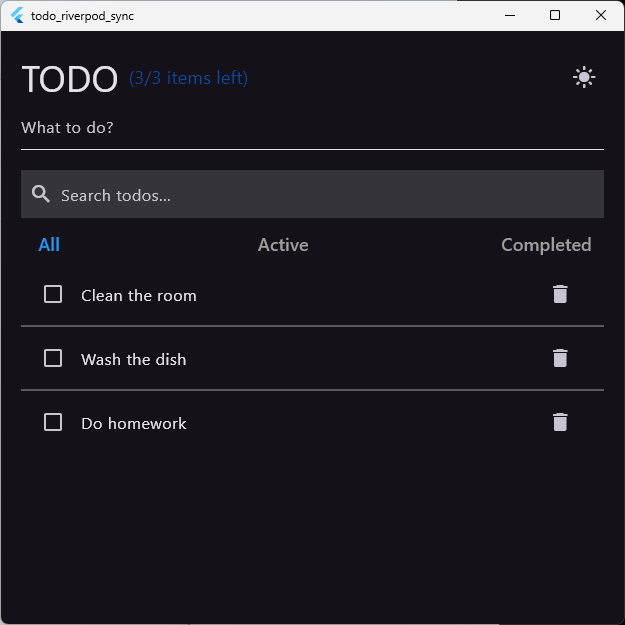 todo_riverpod_sync
TODO (3/3 items left)
What to do?
Search todos...
All Active Completed
Clean the room
Wash the dish
Do homework